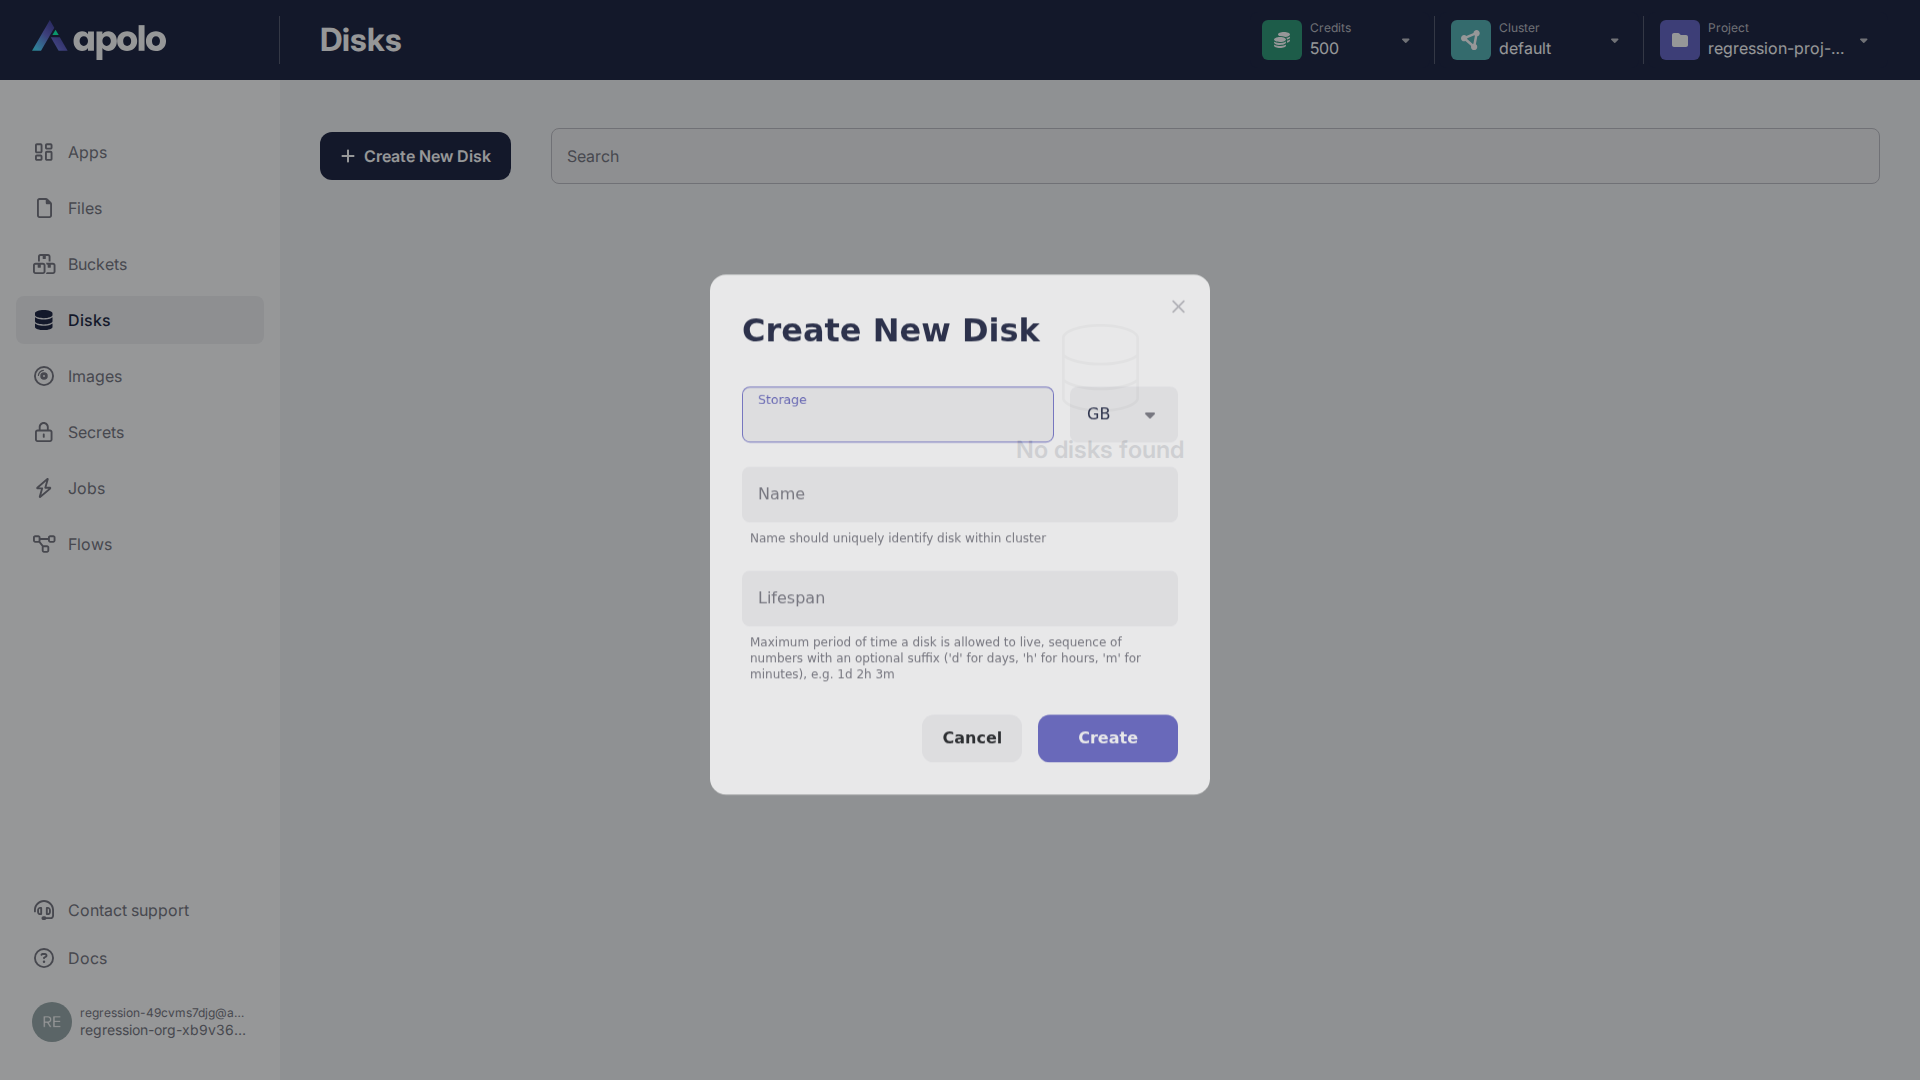 apolo
Disks
Credits
500
Cluster
default
Project
regression-proj-...
Apps
Files
Buckets
Disks
Images
Secrets
Jobs
Flows
Contact support
Docs
RE
regression-49cvms7djg@a...
regression-org-xb9v36...
Create New Disk
Search
Create New Disk
Storage
GB
No disks found
Name
Name should uniquely identify disk within cluster
Lifespan
Maximum period of time a disk is allowed to live, sequence of
numbers with an optional suffix ('d' for days, 'h' for hours, 'm' for
minutes), e.g. 1d 2h 3m
Cancel
Create